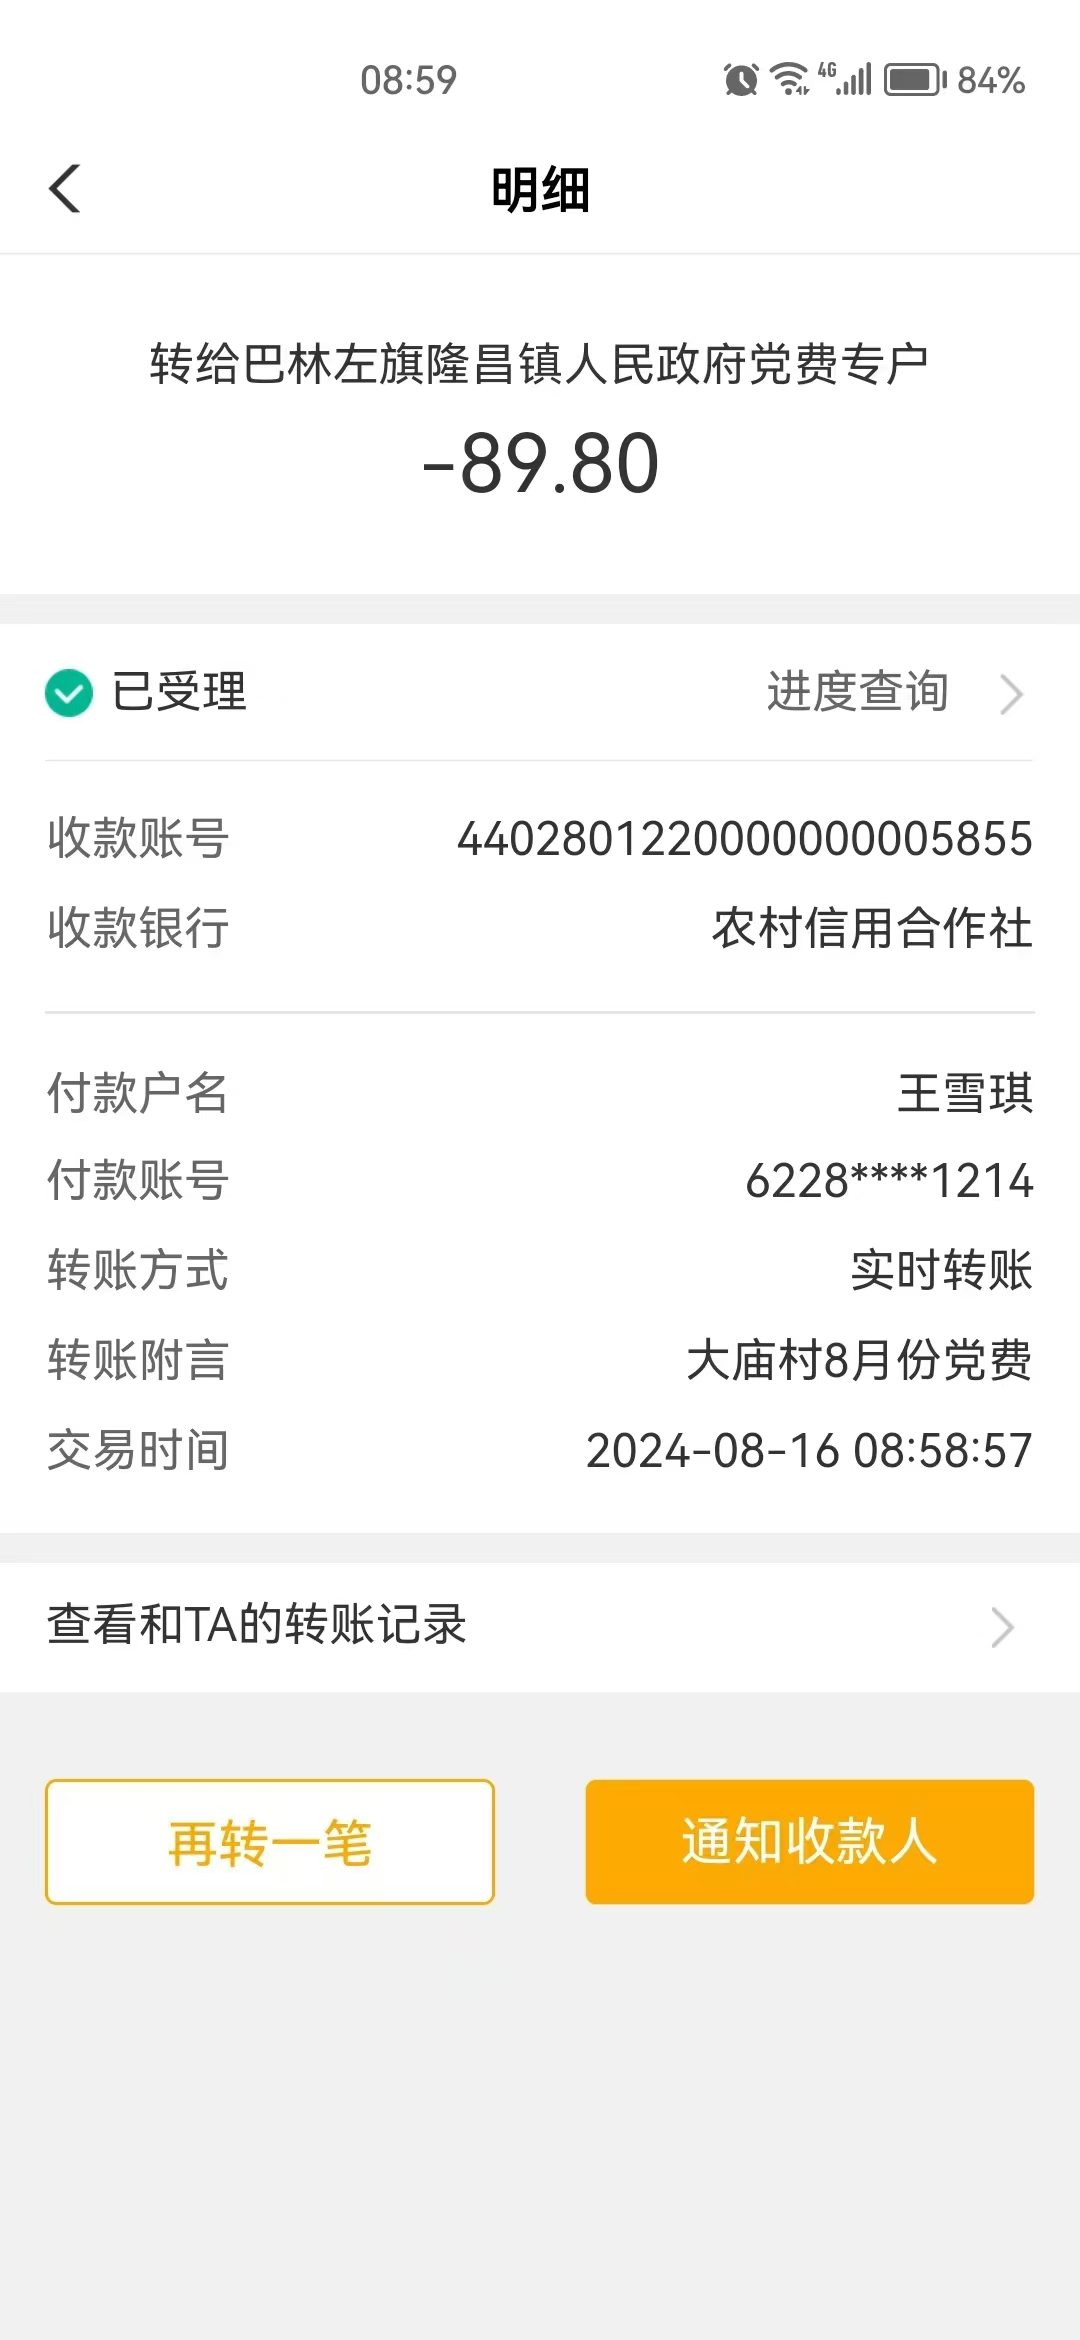 08:59
4G 84%
明细
转给巴林左旗隆昌镇人民政府党费专户
-89.80
已受理 进度查询
收款账号 4402801220000000005855
收款银行 农村信用合作社
付款户名 王雪琪
付款账号 6228****1214
转账方式 实时转账
转账附言 大庙村8月份党费
交易时间 2024-08-16 08:58:57
查看和TA的转账记录
再转一笔 通知收款人